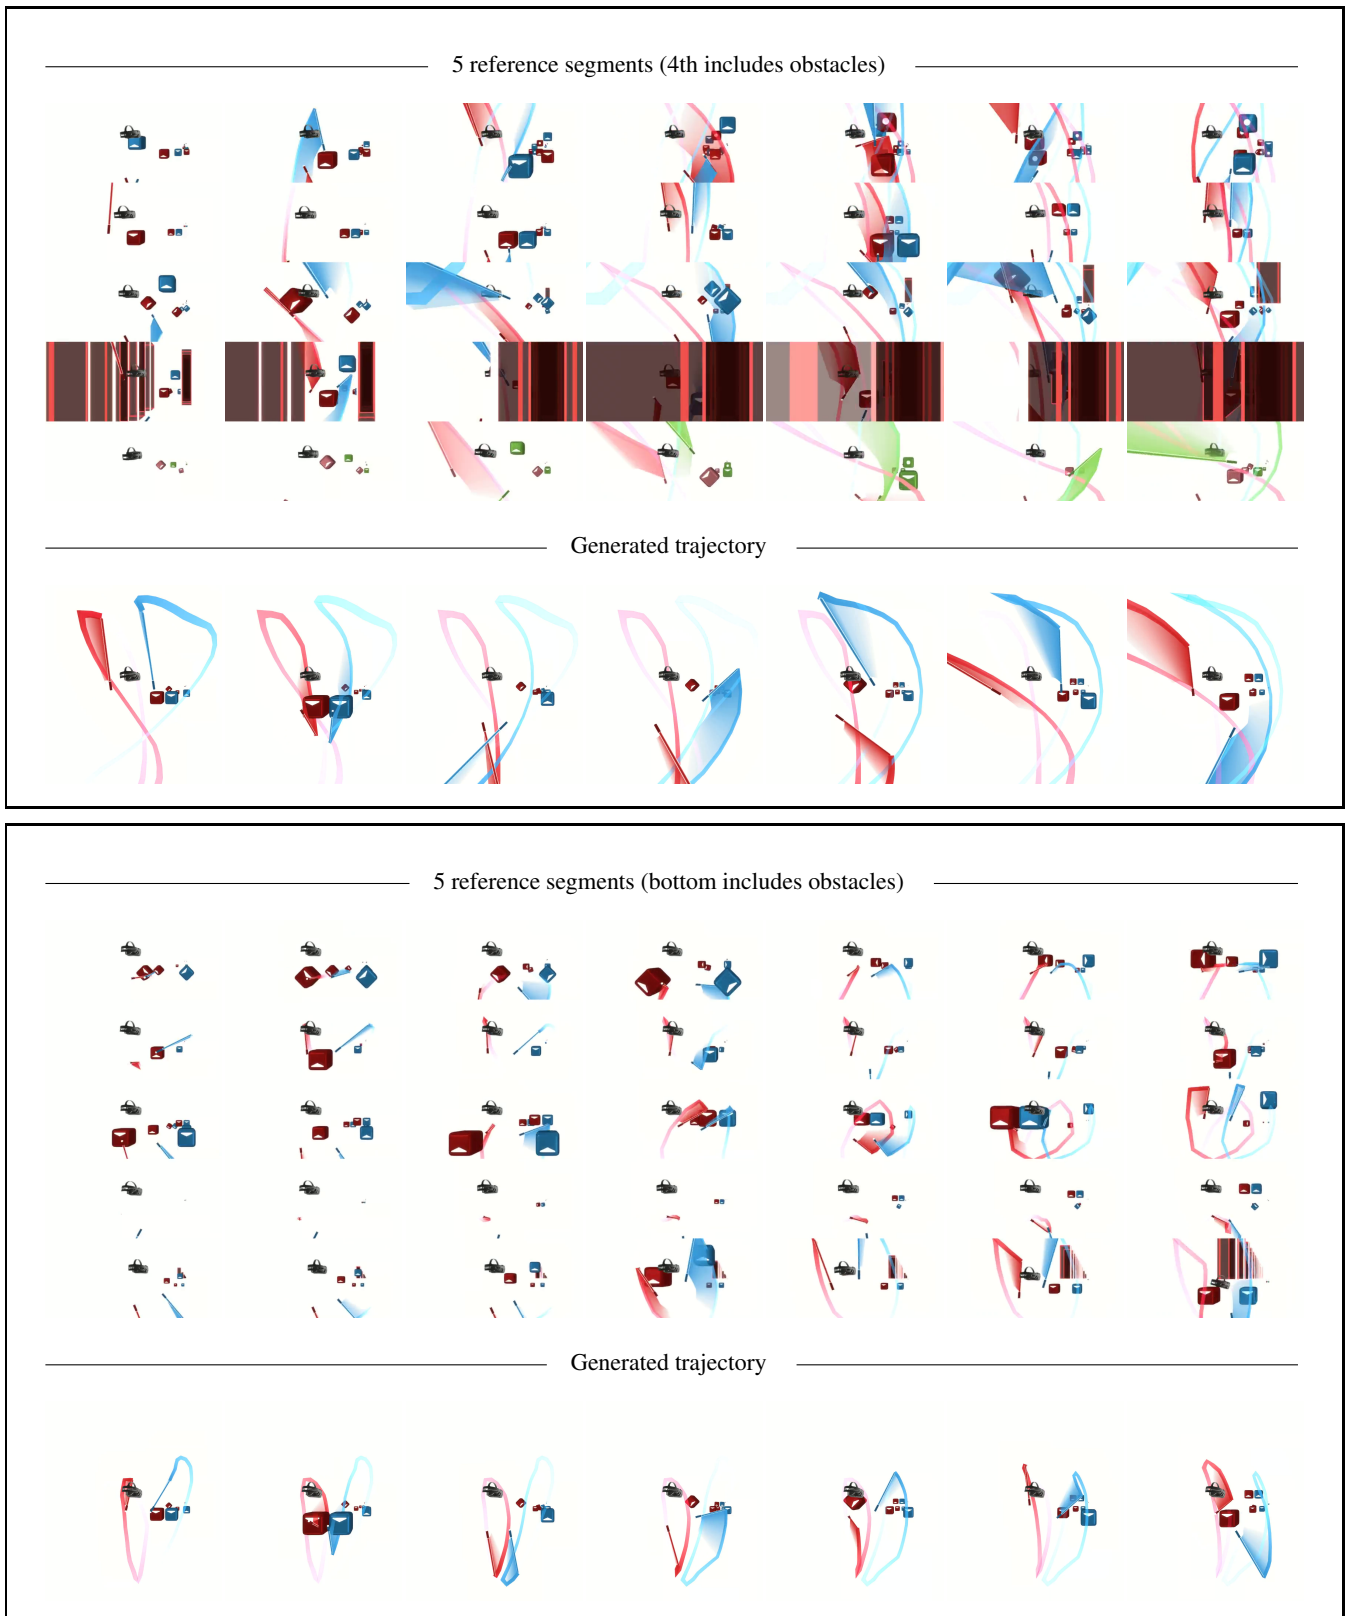 5 reference segments (4th includes obstacles)
Generated trajectory
5 reference segments (bottom includes obstacles)
Generated trajectory